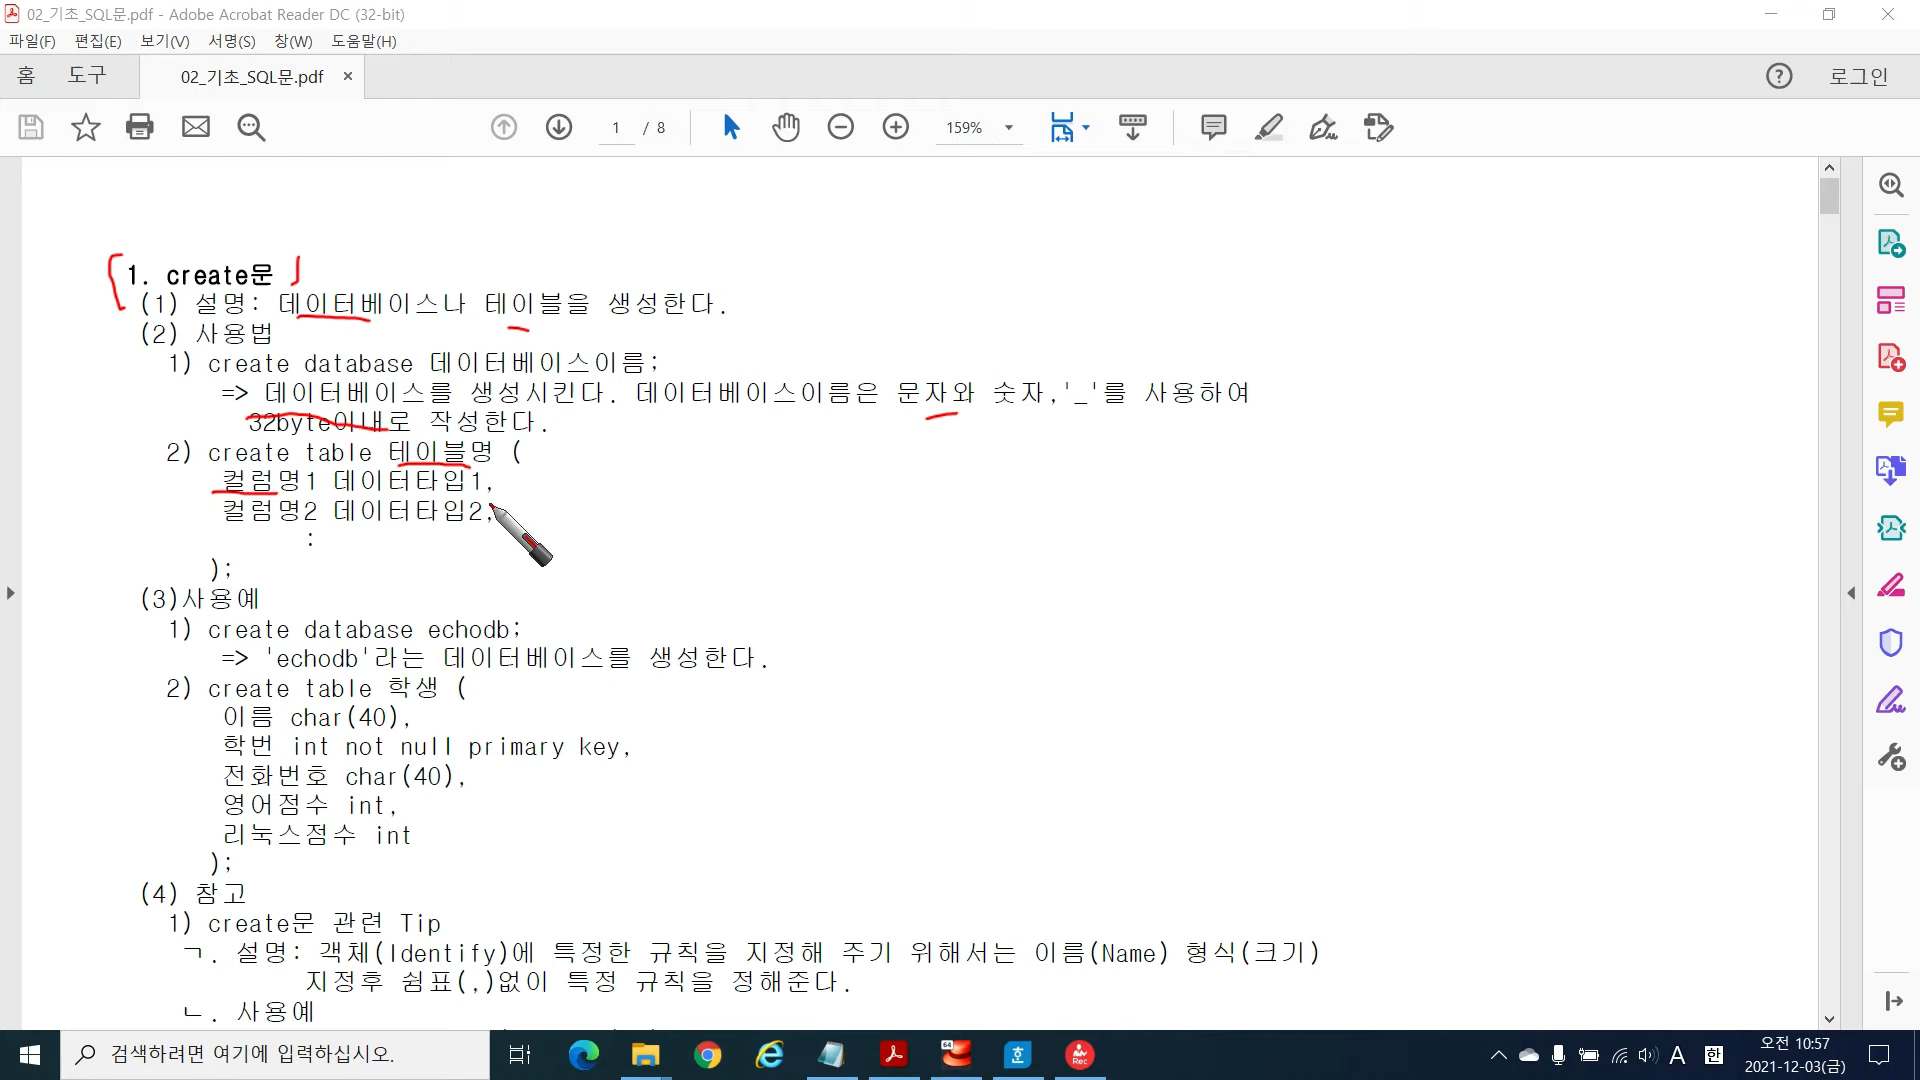 02_기초_SQL문.pdf - Adobe Acrobat Reader DC (32-bit)
파일(F) 편집(E) 보기(V) 서명(S) 창(W) 도움말(H)
홈 도구 02_기초_SQL문.pdf × 로그인
1 / 8 159%
1. create문
(1) 설명: 데이터베이스나 테이블을 생성한다.
(2) 사용법
1) create database 데이터베이스이름;
=> 데이터베이스를 생성시킨다. 데이터베이스이름은 문자와 숫자,'_'를 사용하여
32byte이내로 작성한다.
2) create table 테이블명 (
컬럼명1 데이터타입1,
컬럼명2 데이터타입2,
:
);
(3)사용예
1) create database echodb;
=> 'echodb'라는 데이터베이스를 생성한다.
2) create table 학생 (
이름 char(40),
학번 int not null primary key,
전화번호 char(40),
영어점수 int,
리눅스점수 int
);
(4) 참고
1) create문 관련 Tip
ㄱ. 설명: 객체(Identify)에 특정한 규칙을 지정해 주기 위해서는 이름(Name) 형식(크기)
지정후 쉼표(,)없이 특정 규칙을 정해준다.
ㄴ. 사용예
검색하려면 여기에 입력하십시오.
64
호
Rec
A 한
오전 10:57
2021-12-03(금)